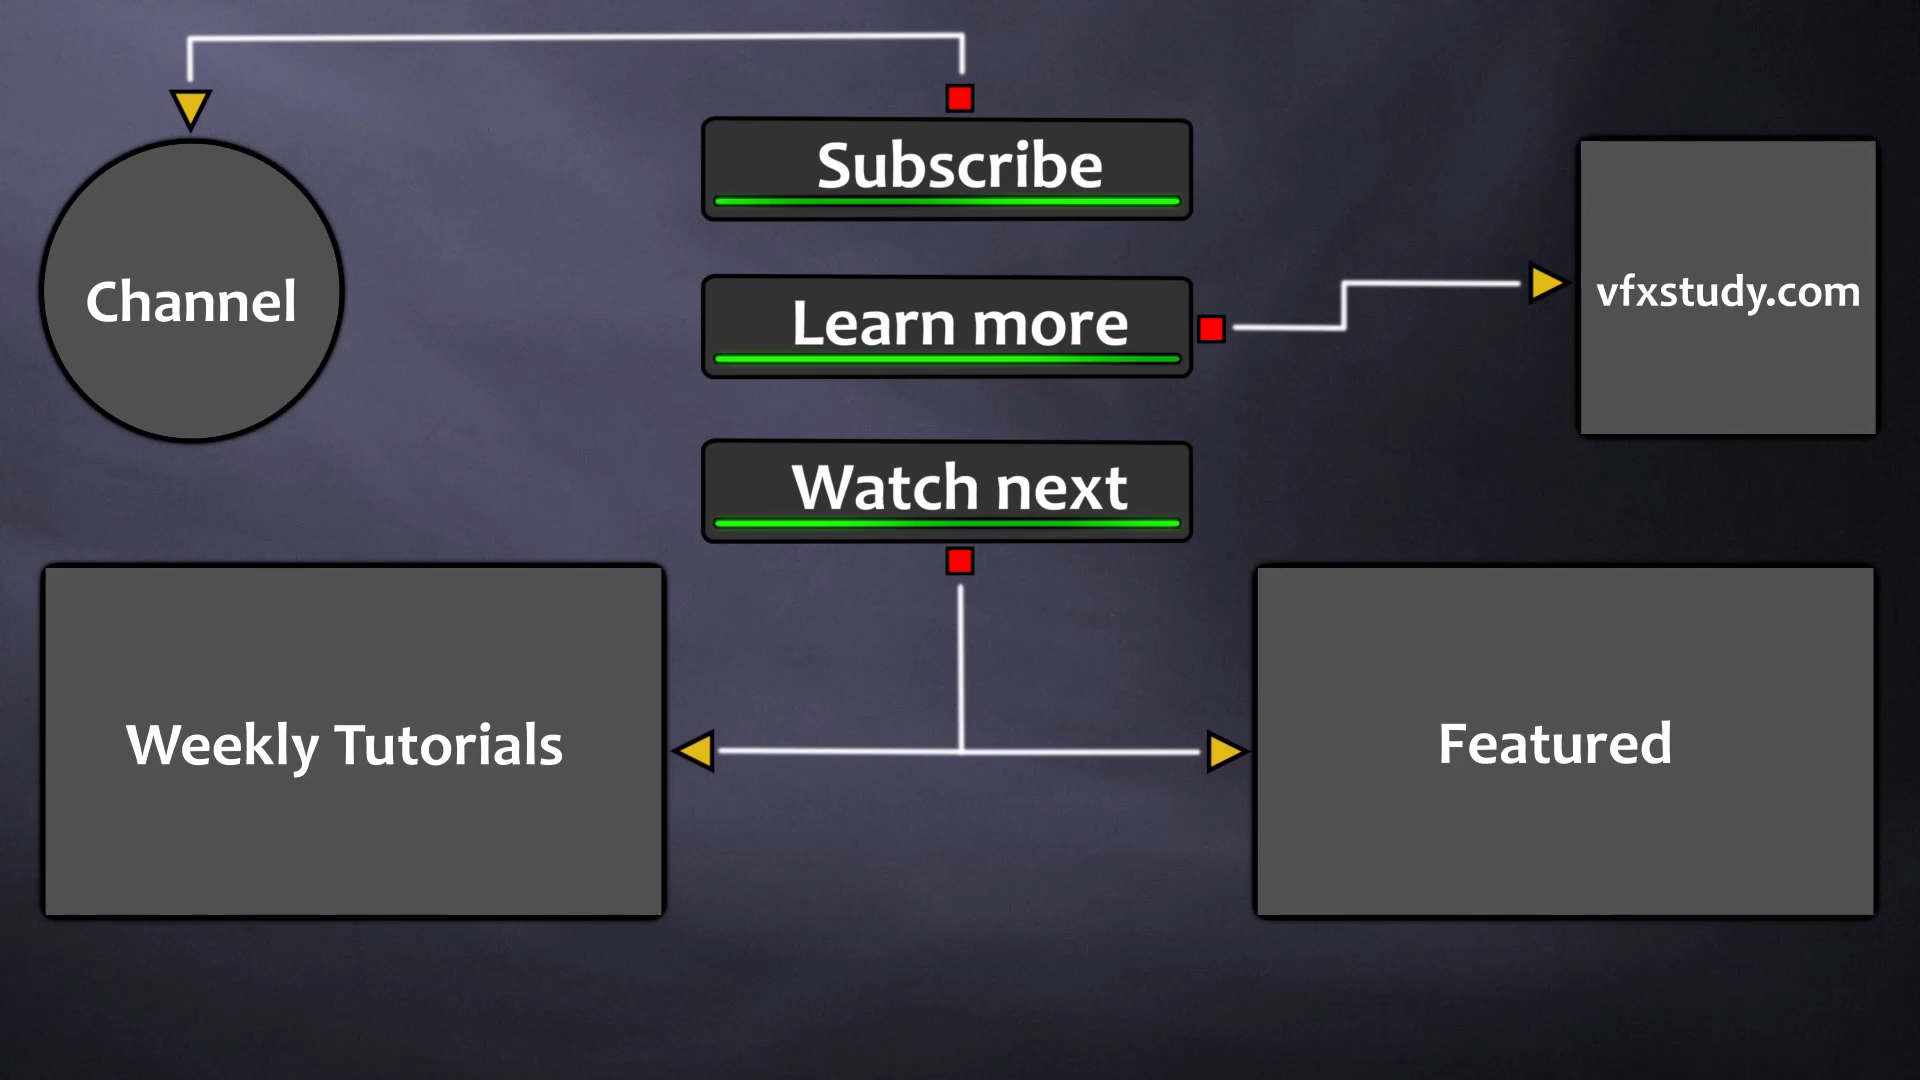 Subscribe
Channel
Learn more
vfxstudy.com
Watch next
Weekly Tutorials
Featured